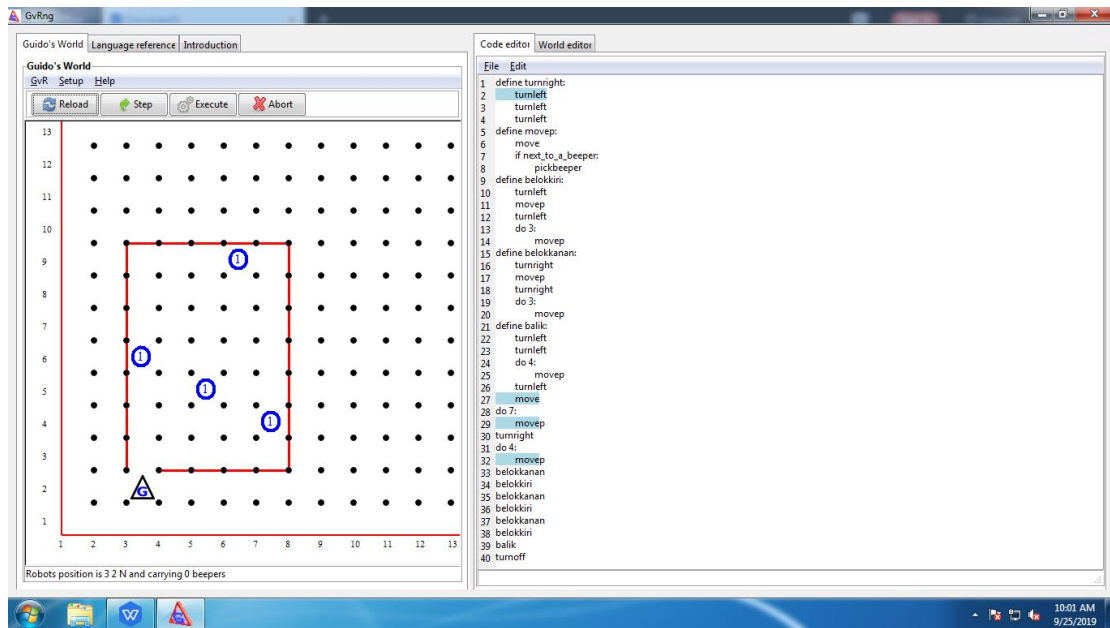 GvRng
Guido's World Language reference Introduction
Guido's World
GvR Setup Help
Reload Step Execute Abort
13
12
11
10
9
8
7
6
5
4
3
2
1
1
1
1
1
G
1 2 3 4 5 6 7 8 9 10 11 12 13
Robots position is 3 2 N and carrying 0 beepers
Code editor World editor
File Edit
1 define turnright:
2 turnleft
3 turnleft
4 turnleft
5 define movep:
6 move
7 if next_to_a_beeper:
8 pickbeeper
9 define belokkiri:
10 turnleft
11 movep
12 turnleft
13 do 3:
14 movep
15 define belokkanan:
16 turnright
17 movep
18 turnright
19 do 3:
20 movep
21 define balik:
22 turnleft
23 turnleft
24 do 4:
25 movep
26 turnleft
27 move
28 do 7:
29 movep
30 turnright
31 do 4:
32 movep
33 belokkanan
34 belokkiri
35 belokkanan
36 belokkiri
37 belokkanan
38 belokkiri
39 balik
40 turnoff
10:01 AM
9/25/2019